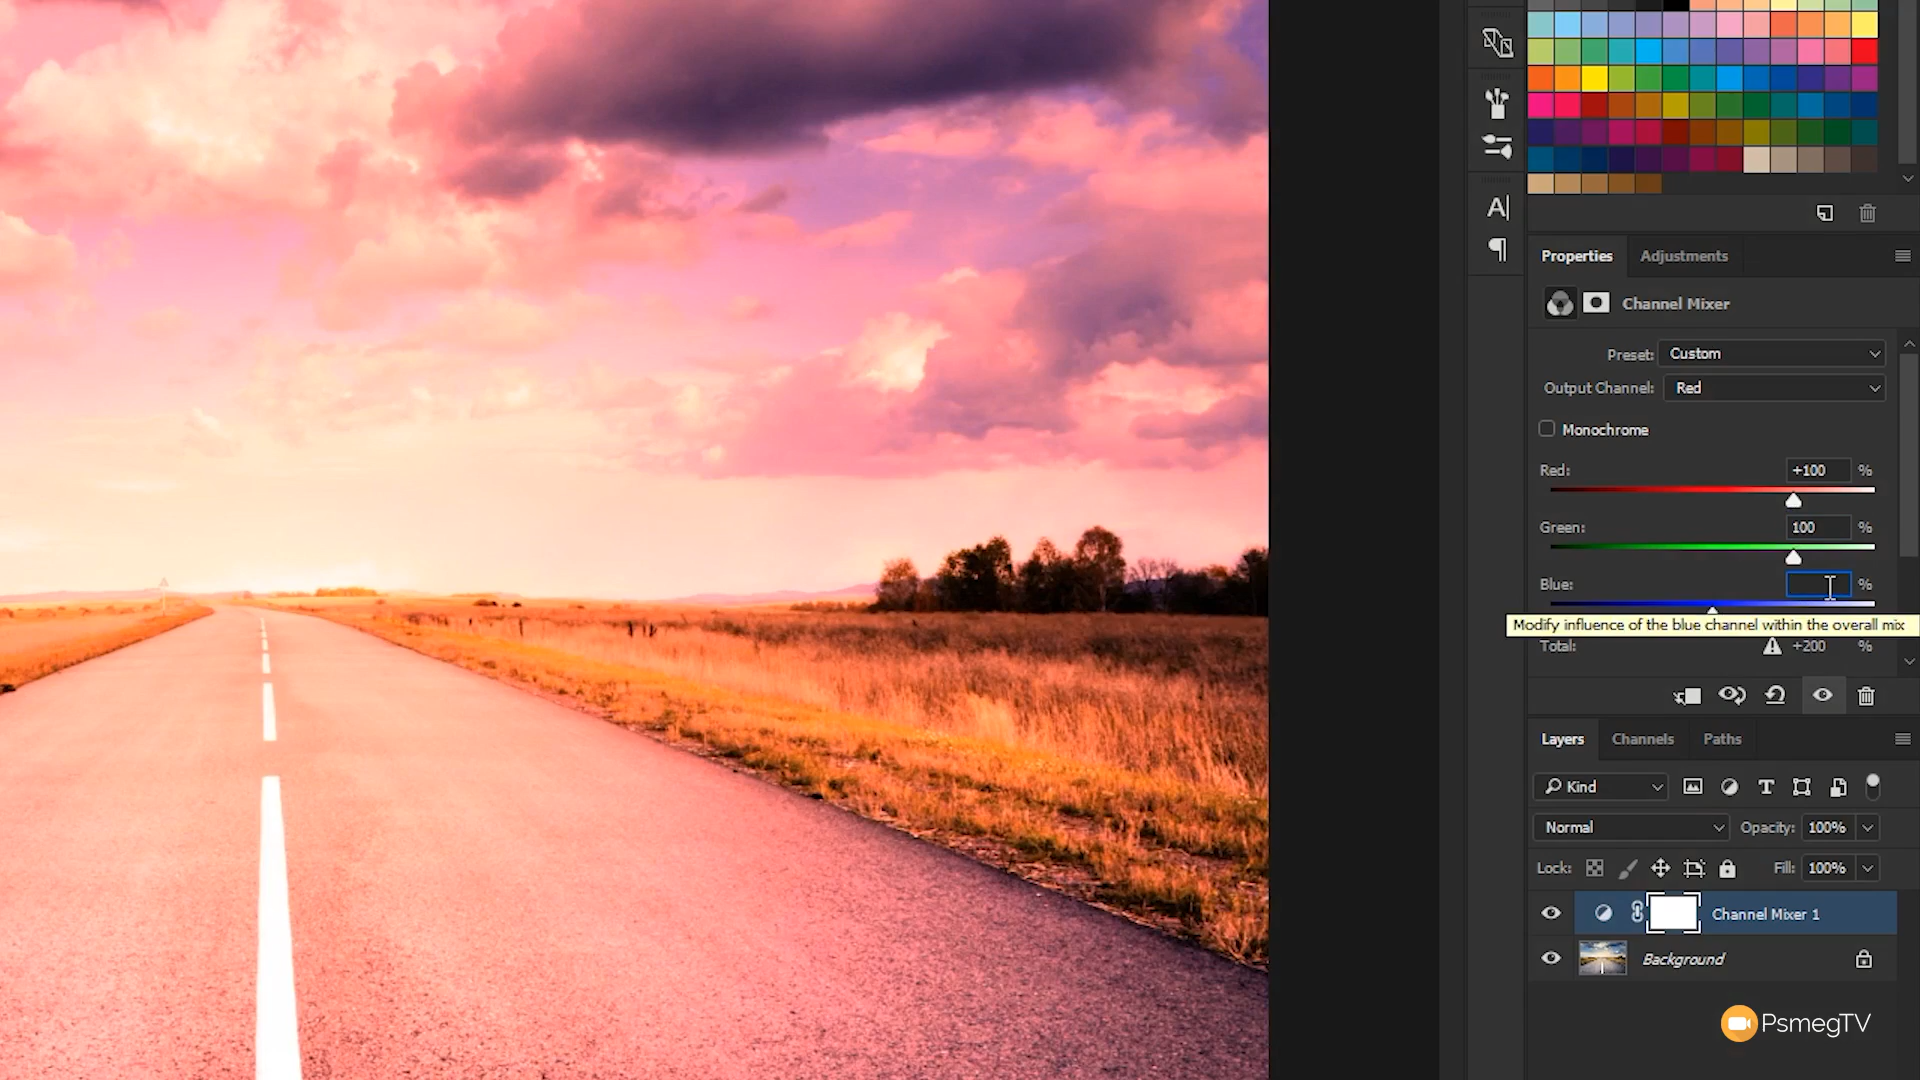 A|
¶
Properties Adjustments
Channel Mixer
Preset: Custom
Output Channel: Red
Monochrome
Red: +100 %
Green: 100 %
Blue: %
Modify influence of the blue channel within the overall mix
Total: +200 %
Layers Channels Paths
Kind T
Normal Opacity: 100%
Lock: Fill: 100%
Channel Mixer 1
Background
PsmegTV